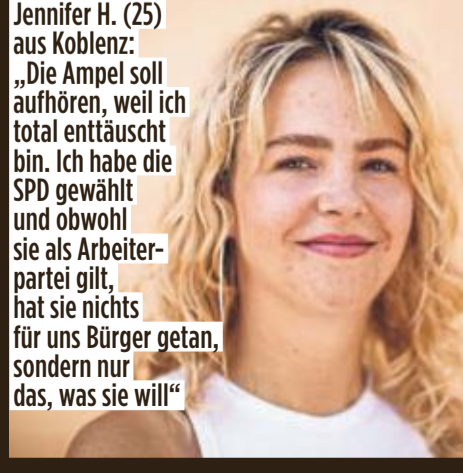 Jennifer H. (25)
aus Koblenz:
„Die Ampel soll
aufhören, weil ich
total enttäuscht
bin. Ich habe die
SPD gewählt
und obwohl
sie als Arbeiter-
partei gilt,
hat sie nichts
für uns Bürger getan,
sondern nur
das, was sie will“